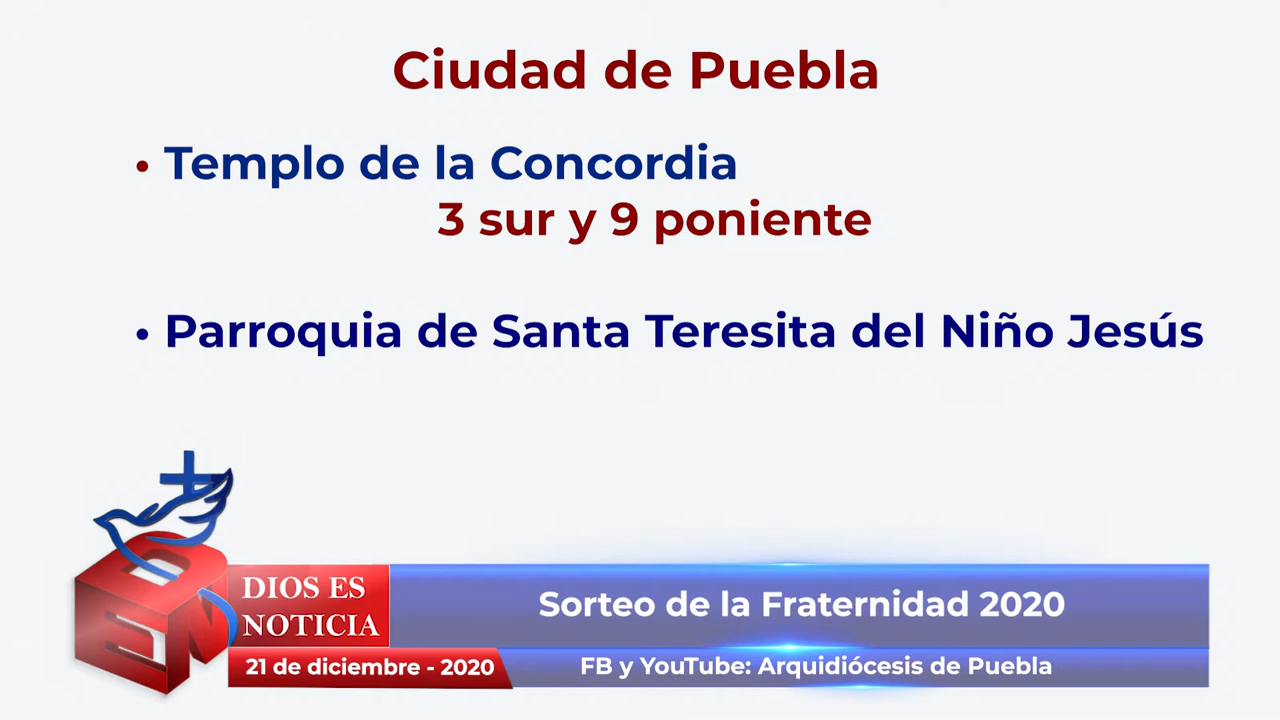 Ciudad de Puebla
• Templo de la Concordia
3 sur y 9 poniente
• Parroquia de Santa Teresita del Niño Jesús
DEN
DIOS ES
NOTICIA
Sorteo de la Fraternidad 2020
21 de diciembre - 2020
FB y YouTube: Arquidiócesis de Puebla